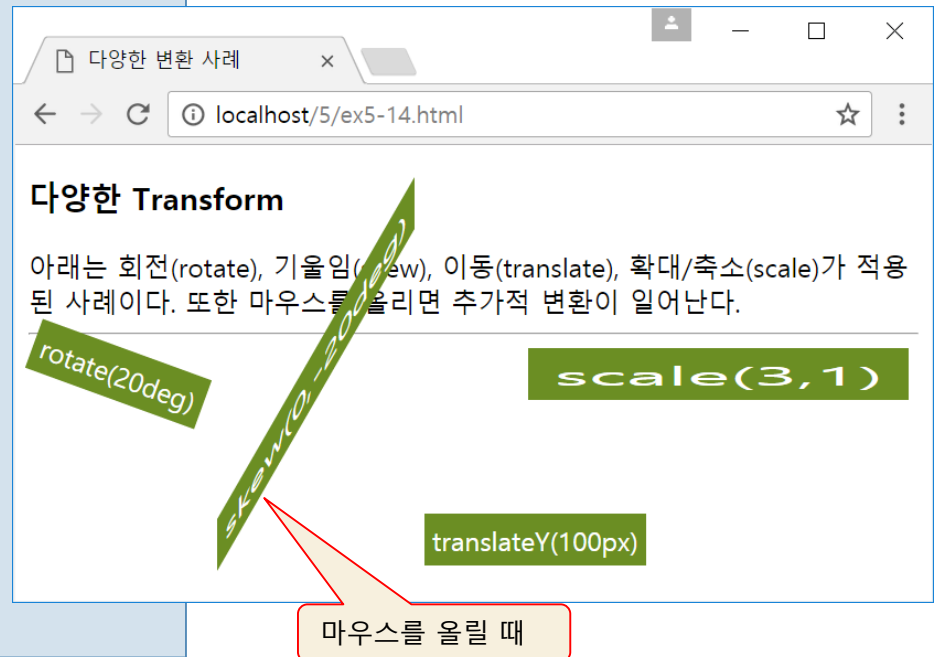 다양한 변환 사례
localhost/5/ex5-14.html
다양한 Transform
아래는 회전(rotate), 기울임(skew), 이동(translate), 확대/축소(scale)가 적용
된 사례이다. 또한 마우스를 올리면 추가적 변환이 일어난다.
rotate(20deg)
skew(0, -20deg)
scale(3,1)
translateY(100px)
마우스를 올릴 때